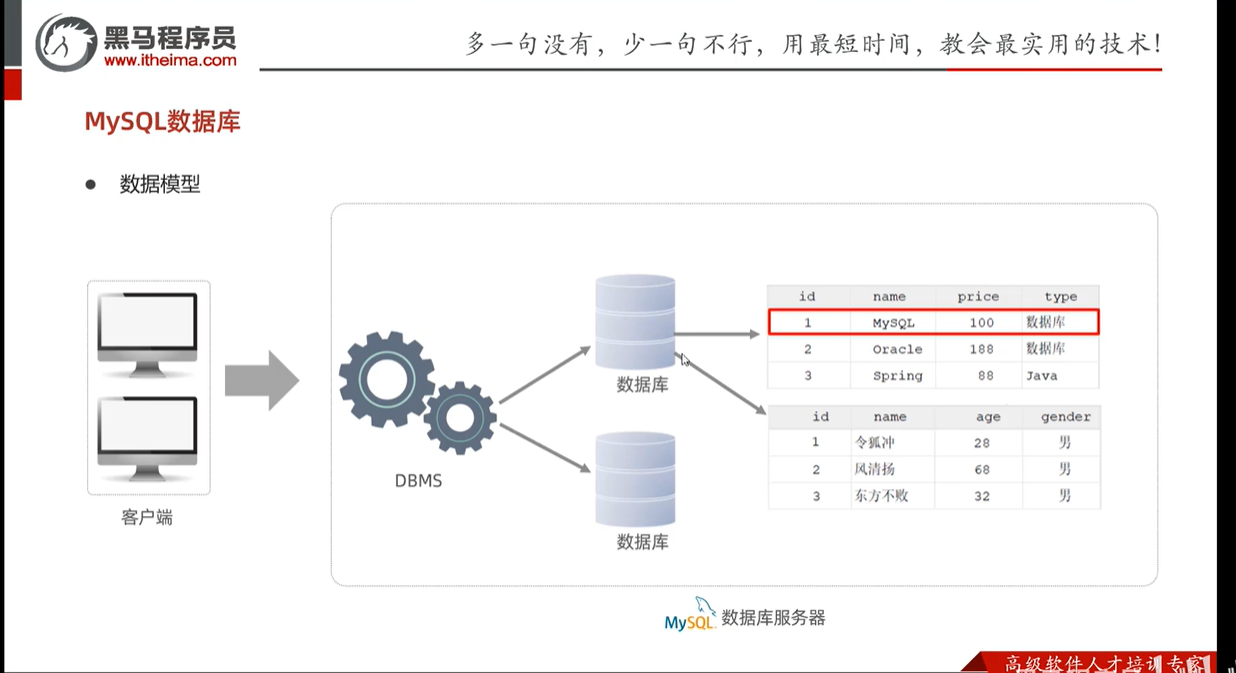 黑马程序员
www.itheima.com
多一句没有，少一句不行，用最短时间，教会最实用的技术！
MySQL数据库
● 数据模型
客户端
DBMS
数据库
数据库
id name price type
1 MySQL 100 数据库
2 Oracle 188 数据库
3 Spring 88 Java
id name age gender
1 令狐冲 28 男
2 风清扬 68 男
3 东方不败 32 男
MySQL 数据库服务器
高级软件人才培训专家